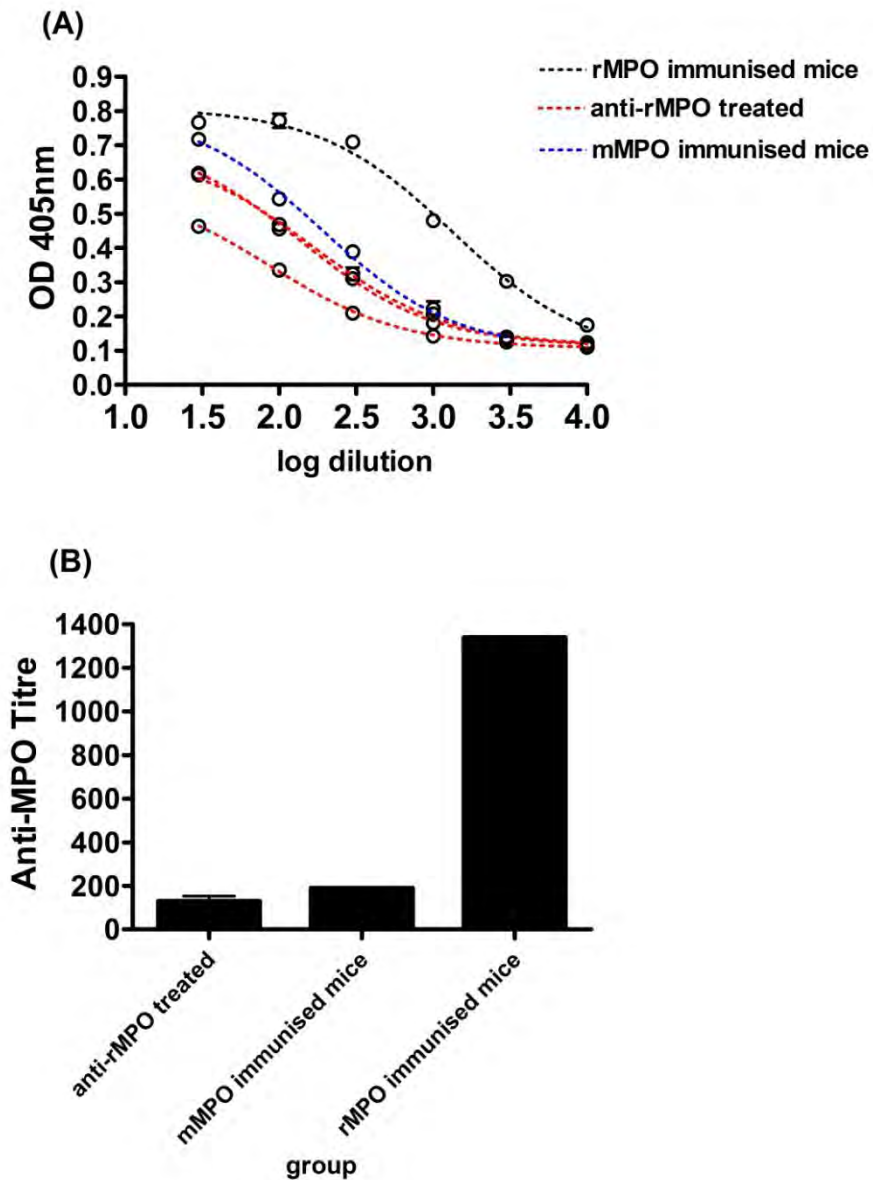 (A)
0.9
0.8
0.7
0.6
0.5
0.4
0.3
0.2
0.1
0.0
OD 405nm
1.0 1.5 2.0 2.5 3.0 3.5 4.0
log dilution
rMPO immunised mice
anti-rMPO treated
mMPO immunised mice
(B)
1400
1200
1000
800
600
400
200
0
Anti-MPO Titre
anti-rMPO treated
mMPO immunised mice
rMPO immunised mice
group